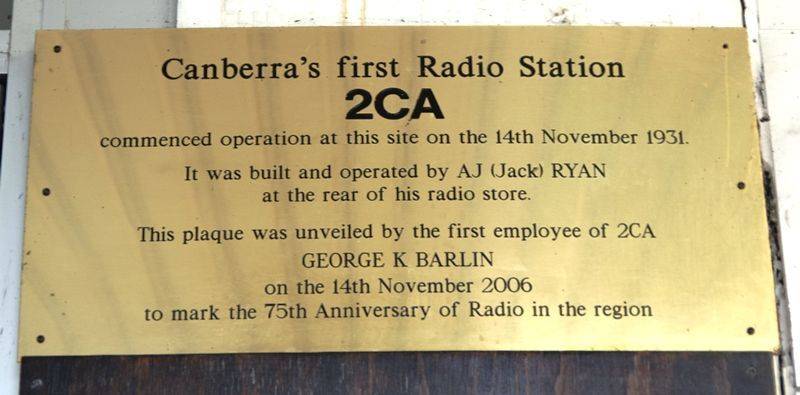 Canberra's first Radio Station
2CA
commenced operation at this site on the 14th November 1931.
It was built and operated by AJ (Jack) RYAN
at the rear of his radio store.
This plaque was unveiled by the first employee of 2CA
GEORGE K BARLIN
on the 14th November 2006
to mark the 75th Anniversary of Radio in the region